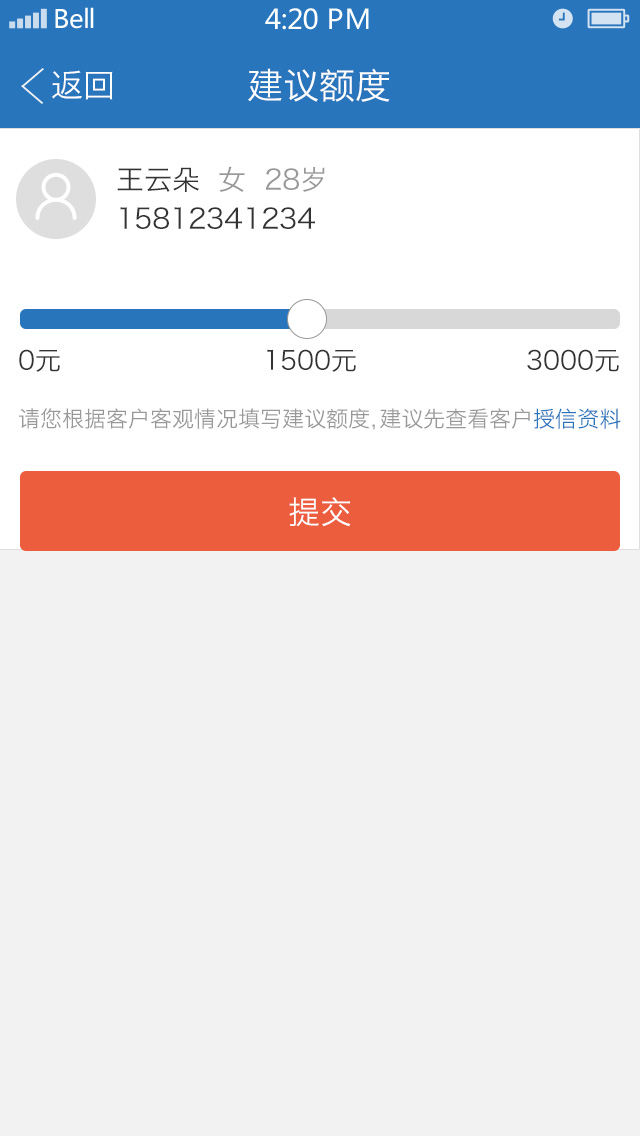 Bell 4:20 PM
返回 建议额度
王云朵 女 28岁
15812341234
0元 1500元 3000元
请您根据客户客观情况填写建议额度,建议先查看客户授信资料
提交